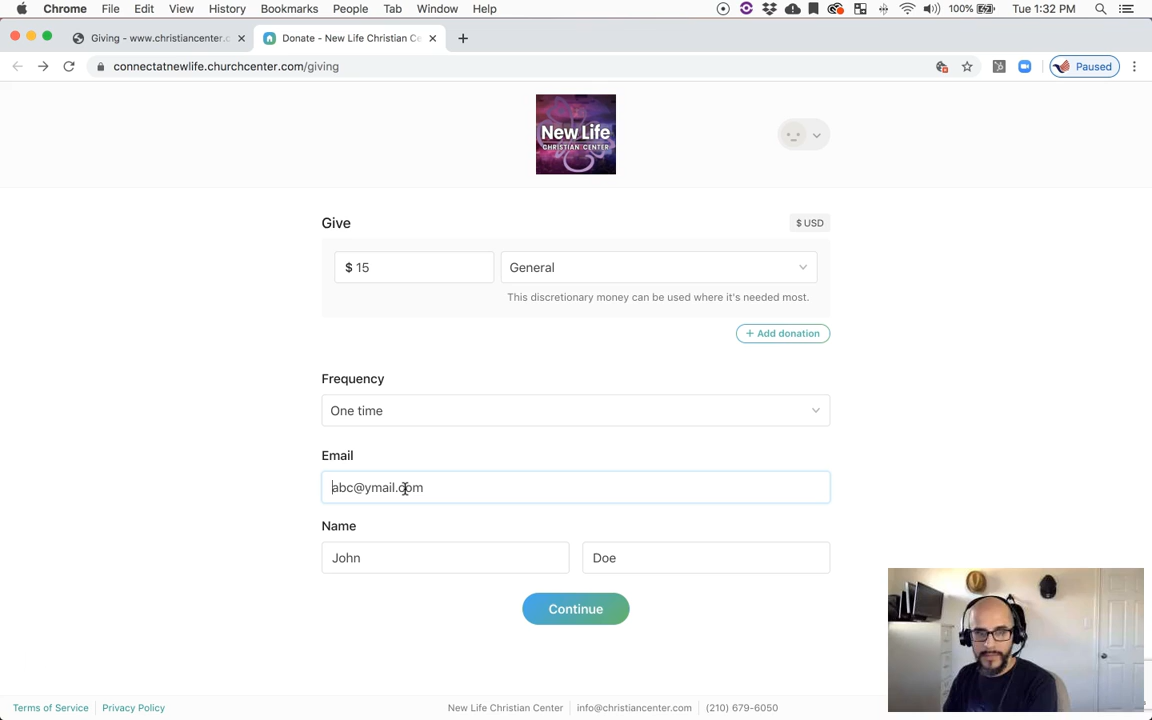 Chrome File Edit View History Bookmarks People Tab Window Help 100% Tue 1:32 PM
Giving - www.christiancenter.c
Donate - New Life Christian Ce
connectatnewlife.churchcenter.com/giving
Paused
New Life
CHRISTIAN CENTER
Give
$ USD
$ 15
General
This discretionary money can be used where it's needed most.
+ Add donation
Frequency
One time
Email
abc@ymail.com
Name
John
Doe
Continue
Terms of Service
Privacy Policy
New Life Christian Center
info@christiancenter.com
(210) 679-6050